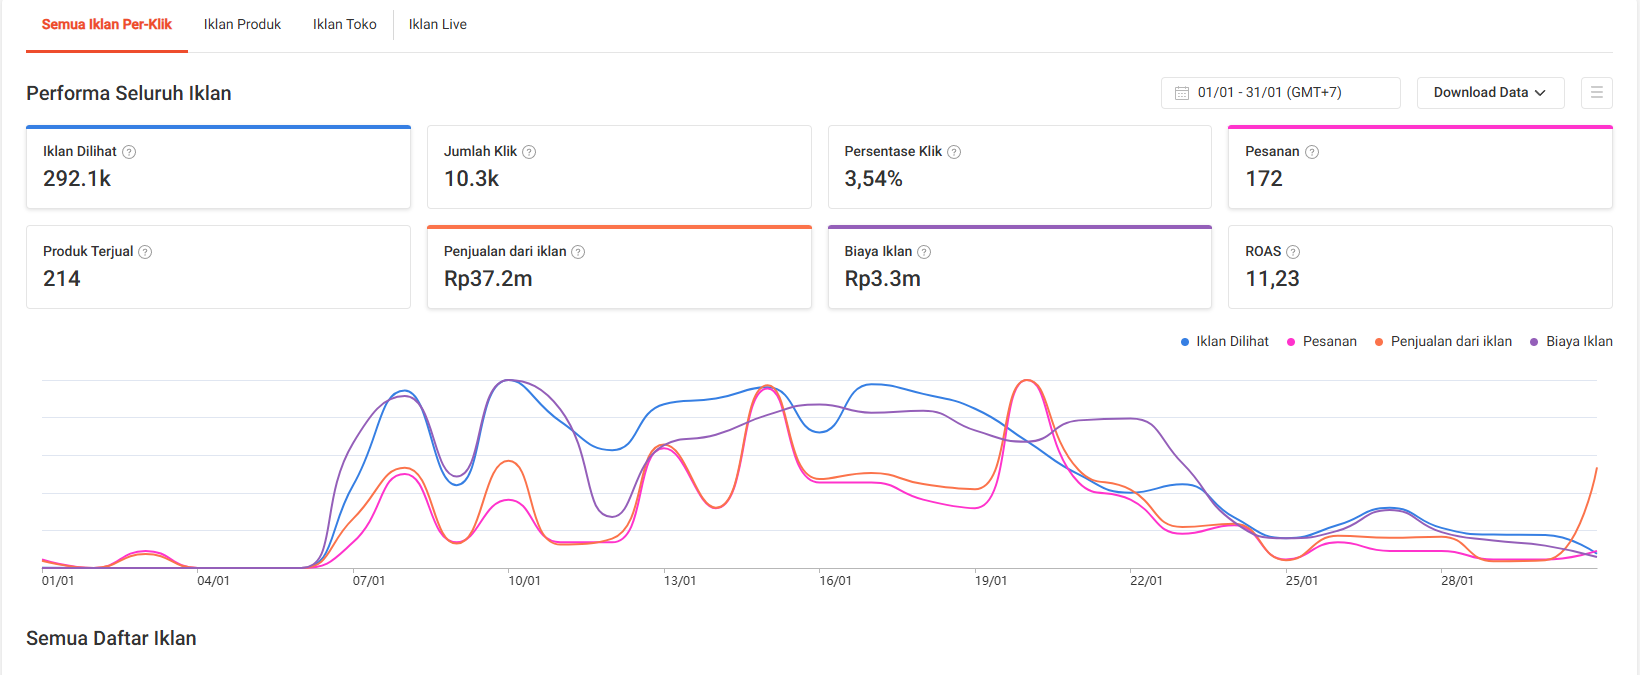 Semua Iklan Per-Klik Iklan Produk Iklan Toko Iklan Live
Performa Seluruh Iklan 01/01 - 31/01 (GMT+7) Download Data
Iklan Dilihat ? Jumlah Klik ? Persentase Klik ? Pesanan ?
292.1k 10.3k 3,54% 172
Produk Terjual ? Penjualan dari iklan ? Biaya Iklan ? ROAS ?
214 Rp37.2m Rp3.3m 11,23
Iklan Dilihat Pesanan Penjualan dari iklan Biaya Iklan
01/01 04/01 07/01 10/01 13/01 16/01 19/01 22/01 25/01 28/01
Semua Daftar Iklan